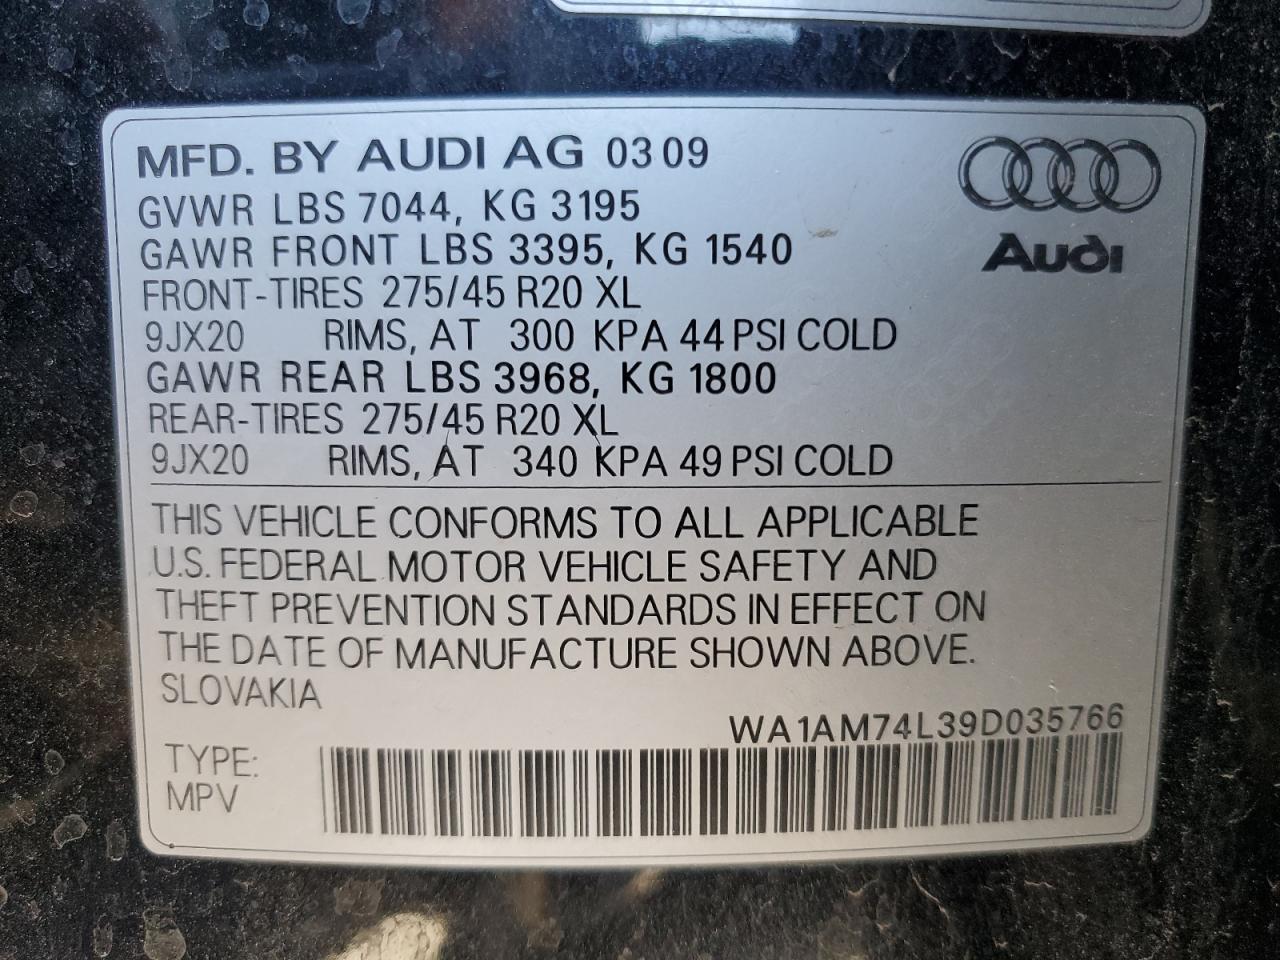 MFD. BY AUDI AG 03 09
GVWR LBS 7044, KG 3195
GAWR FRONT LBS 3395, KG 1540
FRONT-TIRES 275/45 R20 XL
9JX20 RIMS, AT 300 KPA 44 PSI COLD
GAWR REAR LBS 3968, KG 1800
REAR-TIRES 275/45 R20 XL
9JX20 RIMS, AT 340 KPA 49 PSI COLD
Audi
THIS VEHICLE CONFORMS TO ALL APPLICABLE
U.S. FEDERAL MOTOR VEHICLE SAFETY AND
THEFT PREVENTION STANDARDS IN EFFECT ON
THE DATE OF MANUFACTURE SHOWN ABOVE.
SLOVAKIA
WA1AM74L39D035766
TYPE:
MPV